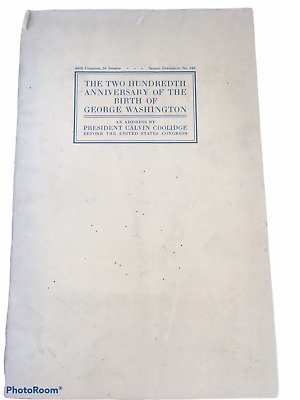 69th Congress, 2d Session - - - Senate Document No.
THE TWO HUNDREDTH
ANNIVERSARY OF THE
BIRTH OF
GEORGE WASHINGTON
AN ADDRESS BY
PRESIDENT CALVIN COOLIDGE
BEFORE THE UNITED STATES CONGRESS
PhotoRoom®